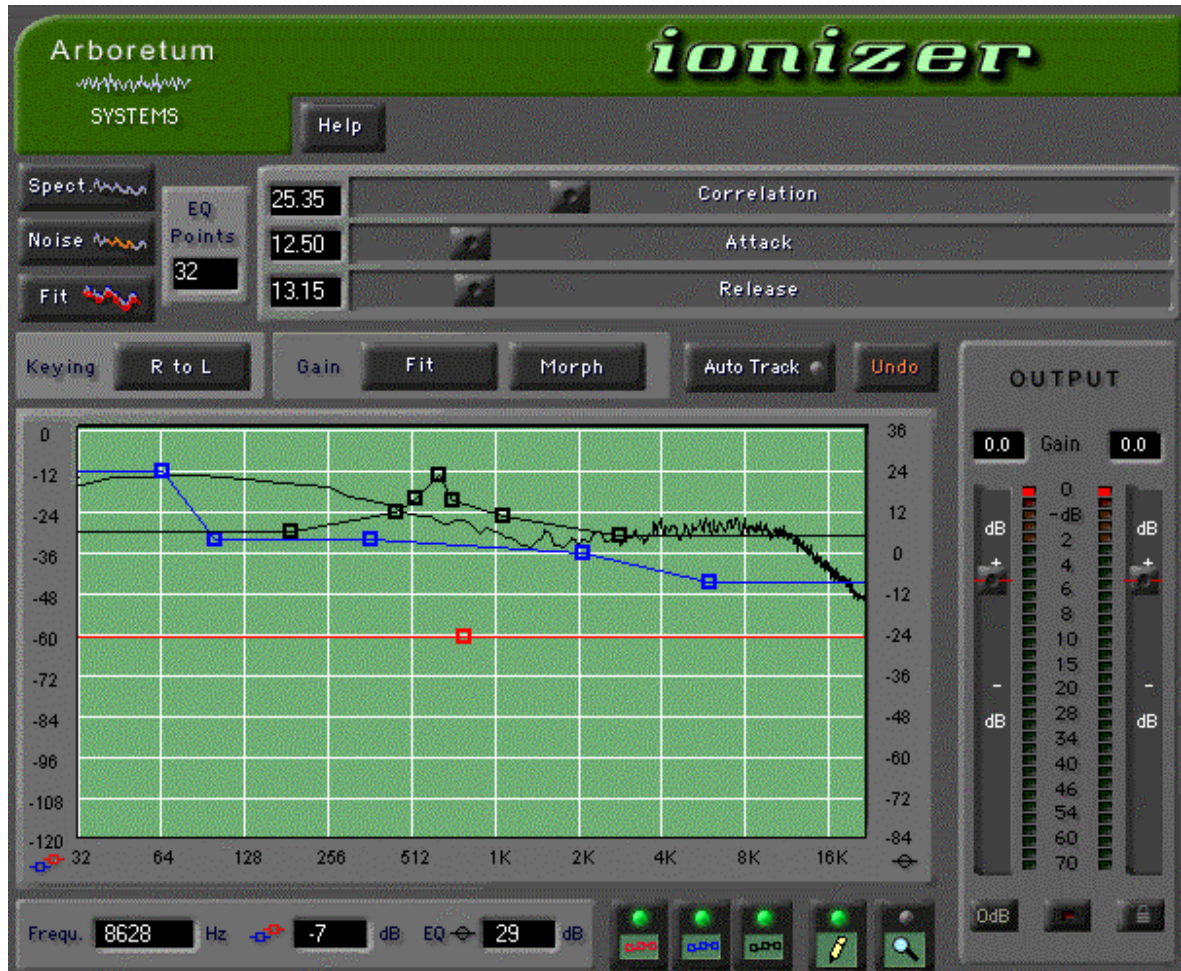 Arboretum
SYSTEMS
ionizer
Help
Spect.
Noise
Fit
EQ
Points
32
25.35 Correlation
12.50 Attack
13.15 Release
Keying R to L
Gain Fit Morph
Auto Track
Undo
0
-12
-24
-36
-48
-60
-72
-84
-96
-108
-120
36
24
12
0
-12
-24
-36
-48
-60
-72
-84
32 64 128 256 512 1K 2K 4K 8K 16K
Frequ. 8628 Hz -7 dB EQ 29 dB
OUTPUT
0.0 Gain 0.0
dB
+
-
dB
0
-dB
2
4
6
8
10
15
20
28
34
40
46
54
60
70
dB
+
-
dB
0dB